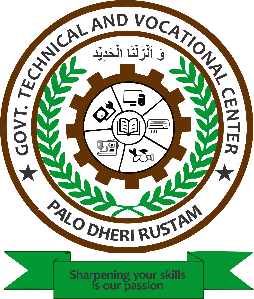 GOVT. TECHNICAL AND VOCATIONAL CENTER
وَ اَنْزَلْنَا الْحَدِيْدَ
PALO DHERI RUSTAM
Sharpening your skills
is our passion